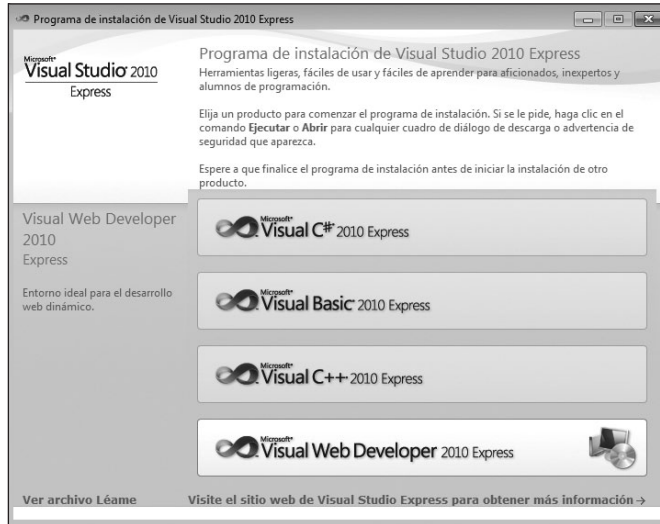 Programa de instalación de Visual Studio 2010 Express
Microsoft®
Visual Studio 2010
Express
Programa de instalación de Visual Studio 2010 Express
Herramientas ligeras, fáciles de usar y fáciles de aprender para aficionados, inexpertos y
alumnos de programación.
Elija un producto para comenzar el programa de instalación. Si se le pide, haga clic en el
comando Ejecutar o Abrir para cualquier cuadro de diálogo de descarga o advertencia de
seguridad que aparezca.
Espere a que finalice el programa de instalación antes de iniciar la instalación de otro
producto.
Visual Web Developer
2010
Express
Entorno ideal para el desarrollo
web dinámico.
Microsoft®
Visual C# 2010 Express
Microsoft®
Visual Basic 2010 Express
Microsoft®
Visual C++ 2010 Express
Microsoft®
Visual Web Developer 2010 Express
Ver archivo Léame
Visite el sitio web de Visual Studio Express para obtener más información →